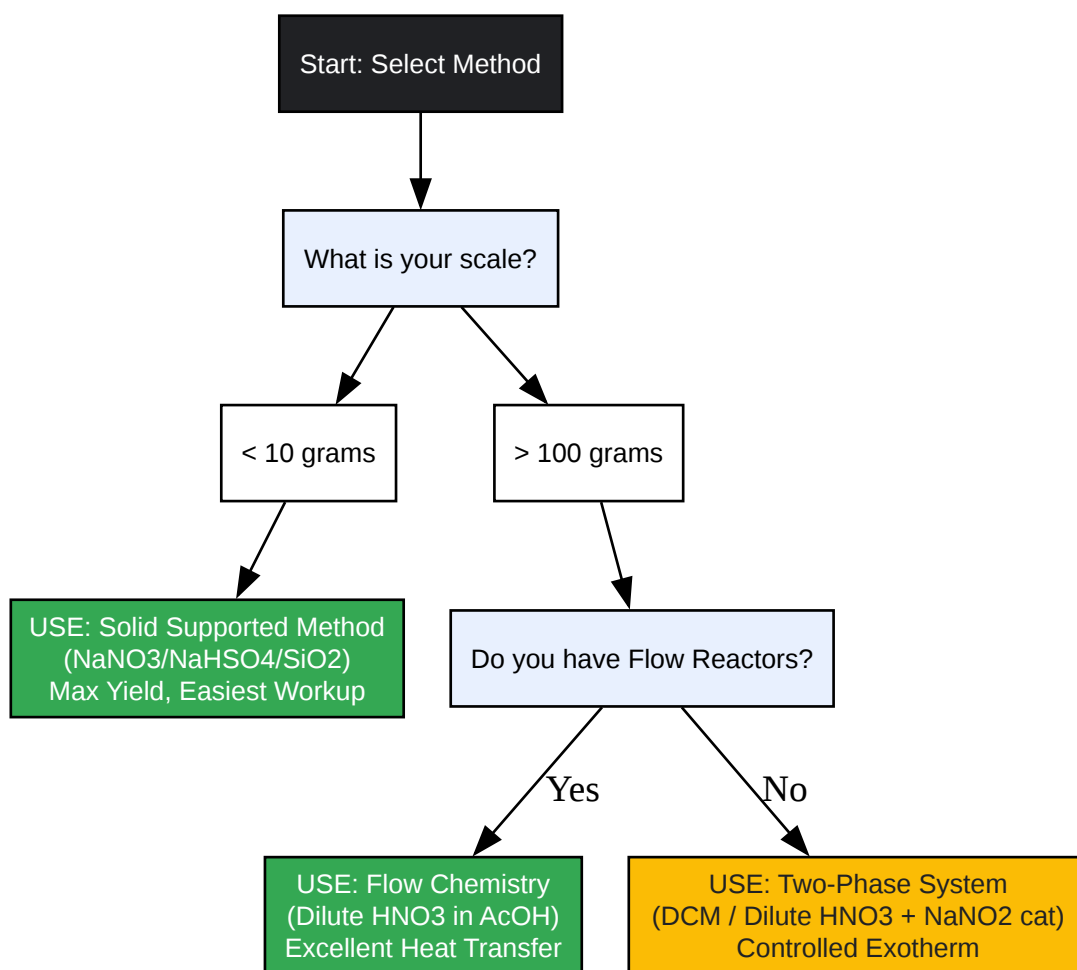 Start: Select Method
What is your scale?
< 10 grams
> 100 grams
USE: Solid Supported Method
(NaNO3/NaHSO4/SiO2)
Max Yield, Easiest Workup
Do you have Flow Reactors?
Yes
No
USE: Flow Chemistry
(Dilute HNO3 in AcOH)
Excellent Heat Transfer
USE: Two-Phase System
(DCM / Dilute HNO3 + NaNO2 cat)
Controlled Exotherm